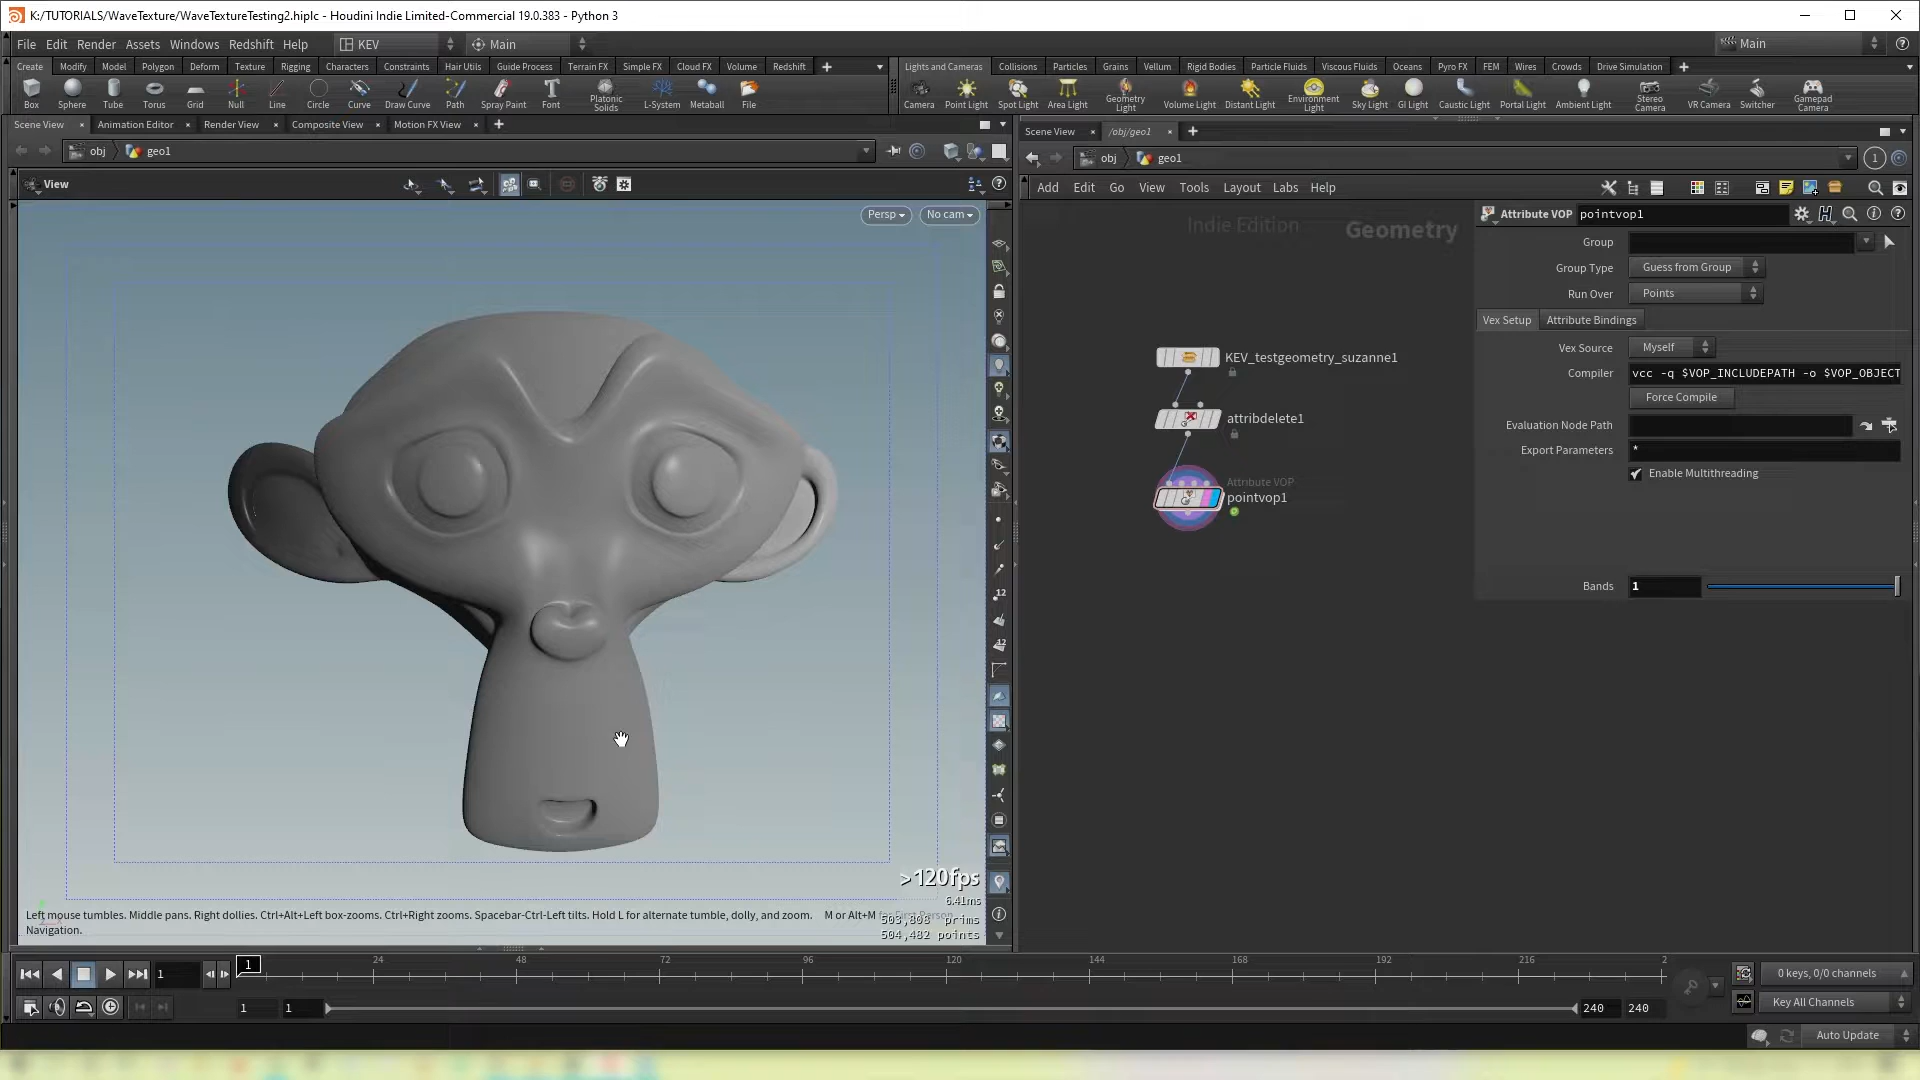 K:/TUTORIALS/WaveTexture/WaveTextureTesting2.hiplc - Houdini Indie Limited-Commercial 19.0.383 - Python 3
File Edit Render Assets Windows Redshift Help KEV Main Main
Create Modify Model Polygon Deform Texture Rigging Characters Constraints Hair Utils Guide Process Terrain FX Simple FX Cloud FX Volume Redshift
Lights and Cameras Collisions Particles Grains Vellum Rigid Bodies Particle Fluids Viscous Fluids Oceans Pyro FX FEM Wires Crowds Drive Simulation
Box Sphere Tube Torus Grid Null Line Circle Curve Draw Curve Path Spray Paint Font Platonic Solids L-System Metaball File
Camera Point Light Spot Light Area Light Geometry Light Volume Light Distant Light Environment Light Sky Light GI Light Caustic Light Portal Light Ambient Light Stereo Camera VR Camera Switcher Gamepad Camera
Scene View Animation Editor Render View Composite View Motion FX View
Scene View /obj/geo1
obj geo1
obj geo1 1
View
Add Edit Go View Tools Layout Labs Help
Persp No cam
Indie Edition Geometry
Attribute VOP pointvop1
Group
Group Type Guess from Group
Run Over Points
Vex Setup Attribute Bindings
Vex Source Myself
Compiler vcc -q $VOP_INCLUDEPATH -o $VOP_OBJECT
Force Compile
Evaluation Node Path
Export Parameters *
Enable Multithreading
Bands 1
KEV_testgeometry_suzanne1
attribdelete1
Attribute VOP
pointvop1
12
12
>120fps
6.41ms
503,808 prims
504,482 points
Left mouse tumbles. Middle pans. Right dollies. Ctrl+Alt+Left box-zooms. Ctrl+Right zooms. Spacebar-Ctrl-Left tilts. Hold L for alternate tumble, dolly, and zoom. M or Alt+M for First Person
Navigation.
1 1 24 48 72 96 120 144 168 192 216 2
0 keys, 0/0 channels
1 1 240 240
Key All Channels
Auto Update